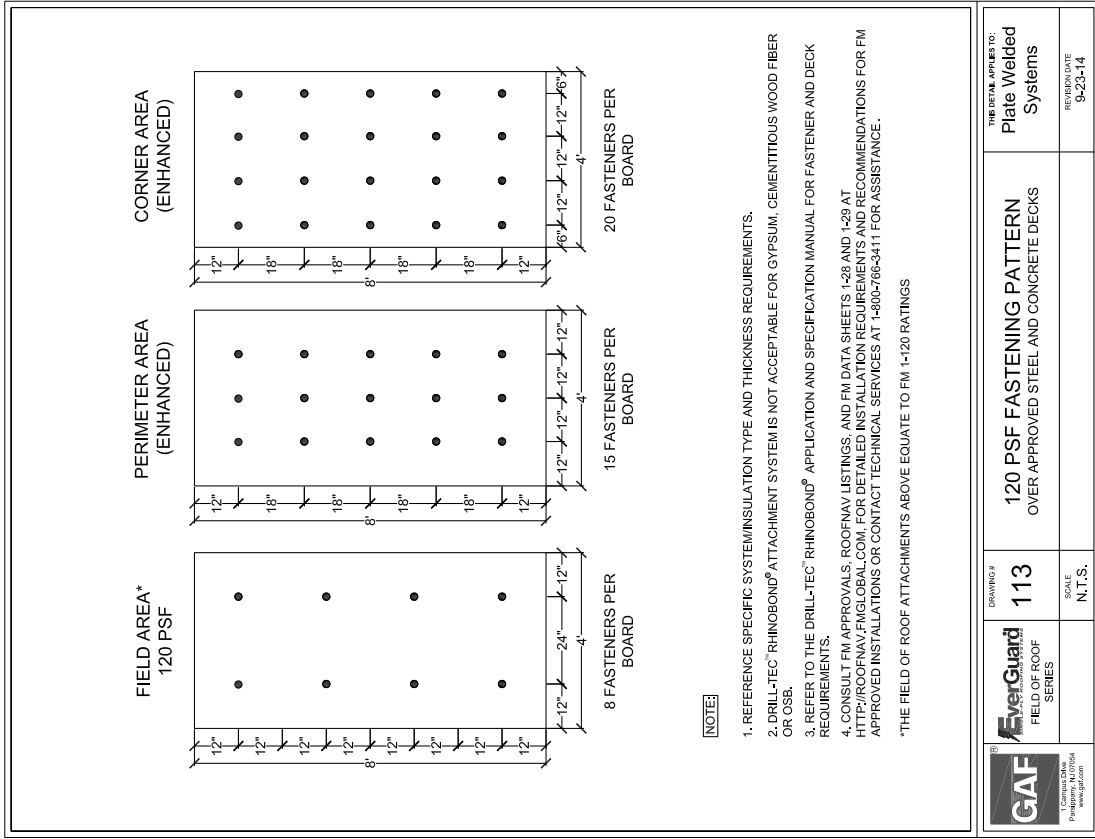 FIELD AREA*
120 PSF
PERIMETER AREA
(ENHANCED)
CORNER AREA
(ENHANCED)
12"
12"
12"
12"
12"
12"
12"
12"
8'
12"
24"
12"
4'
12"
18"
18"
18"
18"
12"
8'
12"
12"
12"
12"
4'
12"
18"
18"
18"
18"
12"
8'
6"
12"
12"
12"
6"
4'
8 FASTENERS PER
BOARD
15 FASTENERS PER
BOARD
20 FASTENERS PER
BOARD
NOTE:
1. REFERENCE SPECIFIC SYSTEM/INSULATION TYPE AND THICKNESS REQUIREMENTS.
2. DRILL-TEC™ RHINOBOND® ATTACHMENT SYSTEM IS NOT ACCEPTABLE FOR GYPSUM, CEMENTITIOUS WOOD FIBER
OR OSB.
3. REFER TO THE DRILL-TEC™ RHINOBOND® APPLICATION AND SPECIFICATION MANUAL FOR FASTENER AND DECK
REQUIREMENTS.
4. CONSULT FM APPROVALS, ROOFNAV LISTINGS, AND FM DATA SHEETS 1-28 AND 1-29 AT
HTTP://ROOFNAV.FMGLOBAL.COM, FOR DETAILED INSTALLATION REQUIREMENTS AND RECOMMENDATIONS FOR FM
APPROVED INSTALLATIONS OR CONTACT TECHNICAL SERVICES AT 1-800-766-3411 FOR ASSISTANCE.
*THE FIELD OF ROOF ATTACHMENTS ABOVE EQUATE TO FM 1-120 RATINGS
GAF®
1 Campus Drive
Parsippany, NJ 07054
www.gaf.com
EverGuard
FIELD OF ROOF
SERIES
DRAWING #
113
SCALE
N.T.S.
120 PSF FASTENING PATTERN
OVER APPROVED STEEL AND CONCRETE DECKS
THIS DETAIL APPLIES TO:
Plate Welded
Systems
REVISION DATE
9-23-14